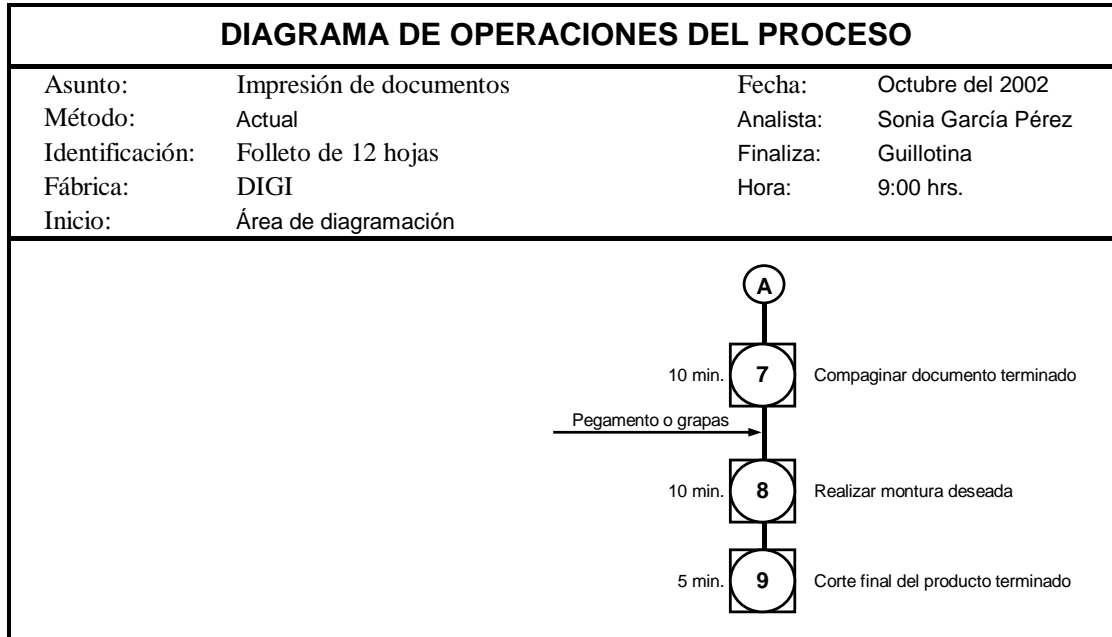 DIAGRAMA DE OPERACIONES DEL PROCESO
Asunto: Impresión de documentos Fecha: Octubre del 2002
Método: Actual Analista: Sonia García Pérez
Identificación: Folleto de 12 hojas Finaliza: Guillotina
Fábrica: DIGI Hora: 9:00 hrs.
Inicio: Área de diagramación
A
10 min. 7 Compaginar documento terminado
Pegamento o grapas
10 min. 8 Realizar montura deseada
5 min. 9 Corte final del producto terminado